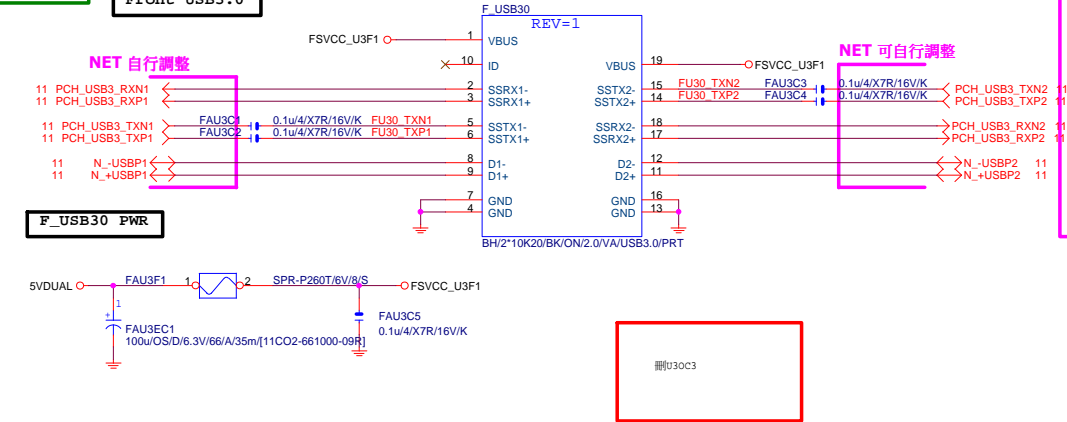 Front USB3.0
F_USB30
REV=1
FSVCC_U3F1
1
VBUS
10
ID
VBUS
19
FSVCC_U3F1
NET 自行調整
NET 可自行調整
11 PCH_USB3_RXN1
2
SSRX1-
11 PCH_USB3_RXP1
3
SSRX1+
SSTX2-
15
FU30_TXN2
FAU3C3
0.1u/4/X7R/16V/K
PCH_USB3_TXN2 11
SSTX2+
14
FU30_TXP2
FAU3C4
0.1u/4/X7R/16V/K
PCH_USB3_TXP2 11
11 PCH_USB3_TXN1
FAU3C1
0.1u/4/X7R/16V/K
FU30_TXN1
5
SSTX1-
11 PCH_USB3_TXP1
FAU3C2
0.1u/4/X7R/16V/K
FU30_TXP1
6
SSTX1+
SSRX2-
18
PCH_USB3_RXN2 11
SSRX2+
17
PCH_USB3_RXP2 11
11 N_-USBP1
8
D1-
11 N_+USBP1
9
D1+
D2-
12
N_-USBP2 11
D2+
11
N_+USBP2 11
7
GND
4
GND
GND
16
GND
13
BH/2*10K20/BK/ON/2.0/VA/USB3.0/PRT
F_USB30 PWR
5VDUAL
FAU3F1
1
2
SPR-P260T/6V/8/S
FSVCC_U3F1
1
+
FAU3EC1
100u/OS/D/6.3V/66/A/35m/[11CO2-661000-09R]
FAU3C5
0.1u/4/X7R/16V/K
刪U3OC3